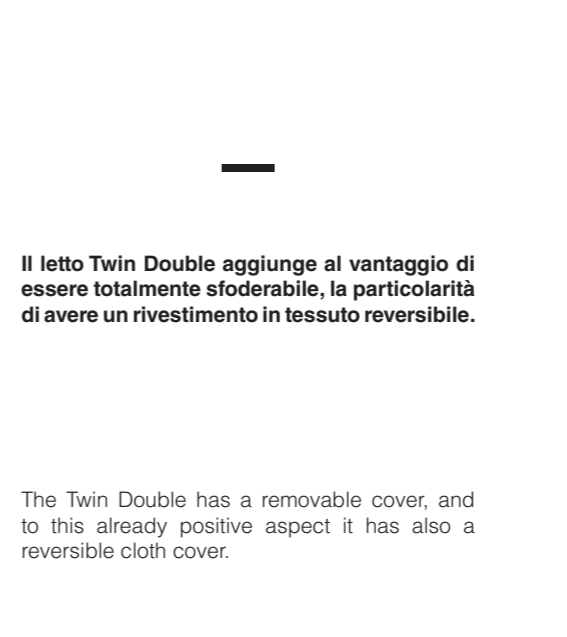 Il letto Twin Double aggiunge al vantaggio di
essere totalmente sfoderabile, la particolarità
di avere un rivestimento in tessuto reversibile.
The Twin Double has a removable cover, and
to this already positive aspect it has also a
reversible cloth cover.